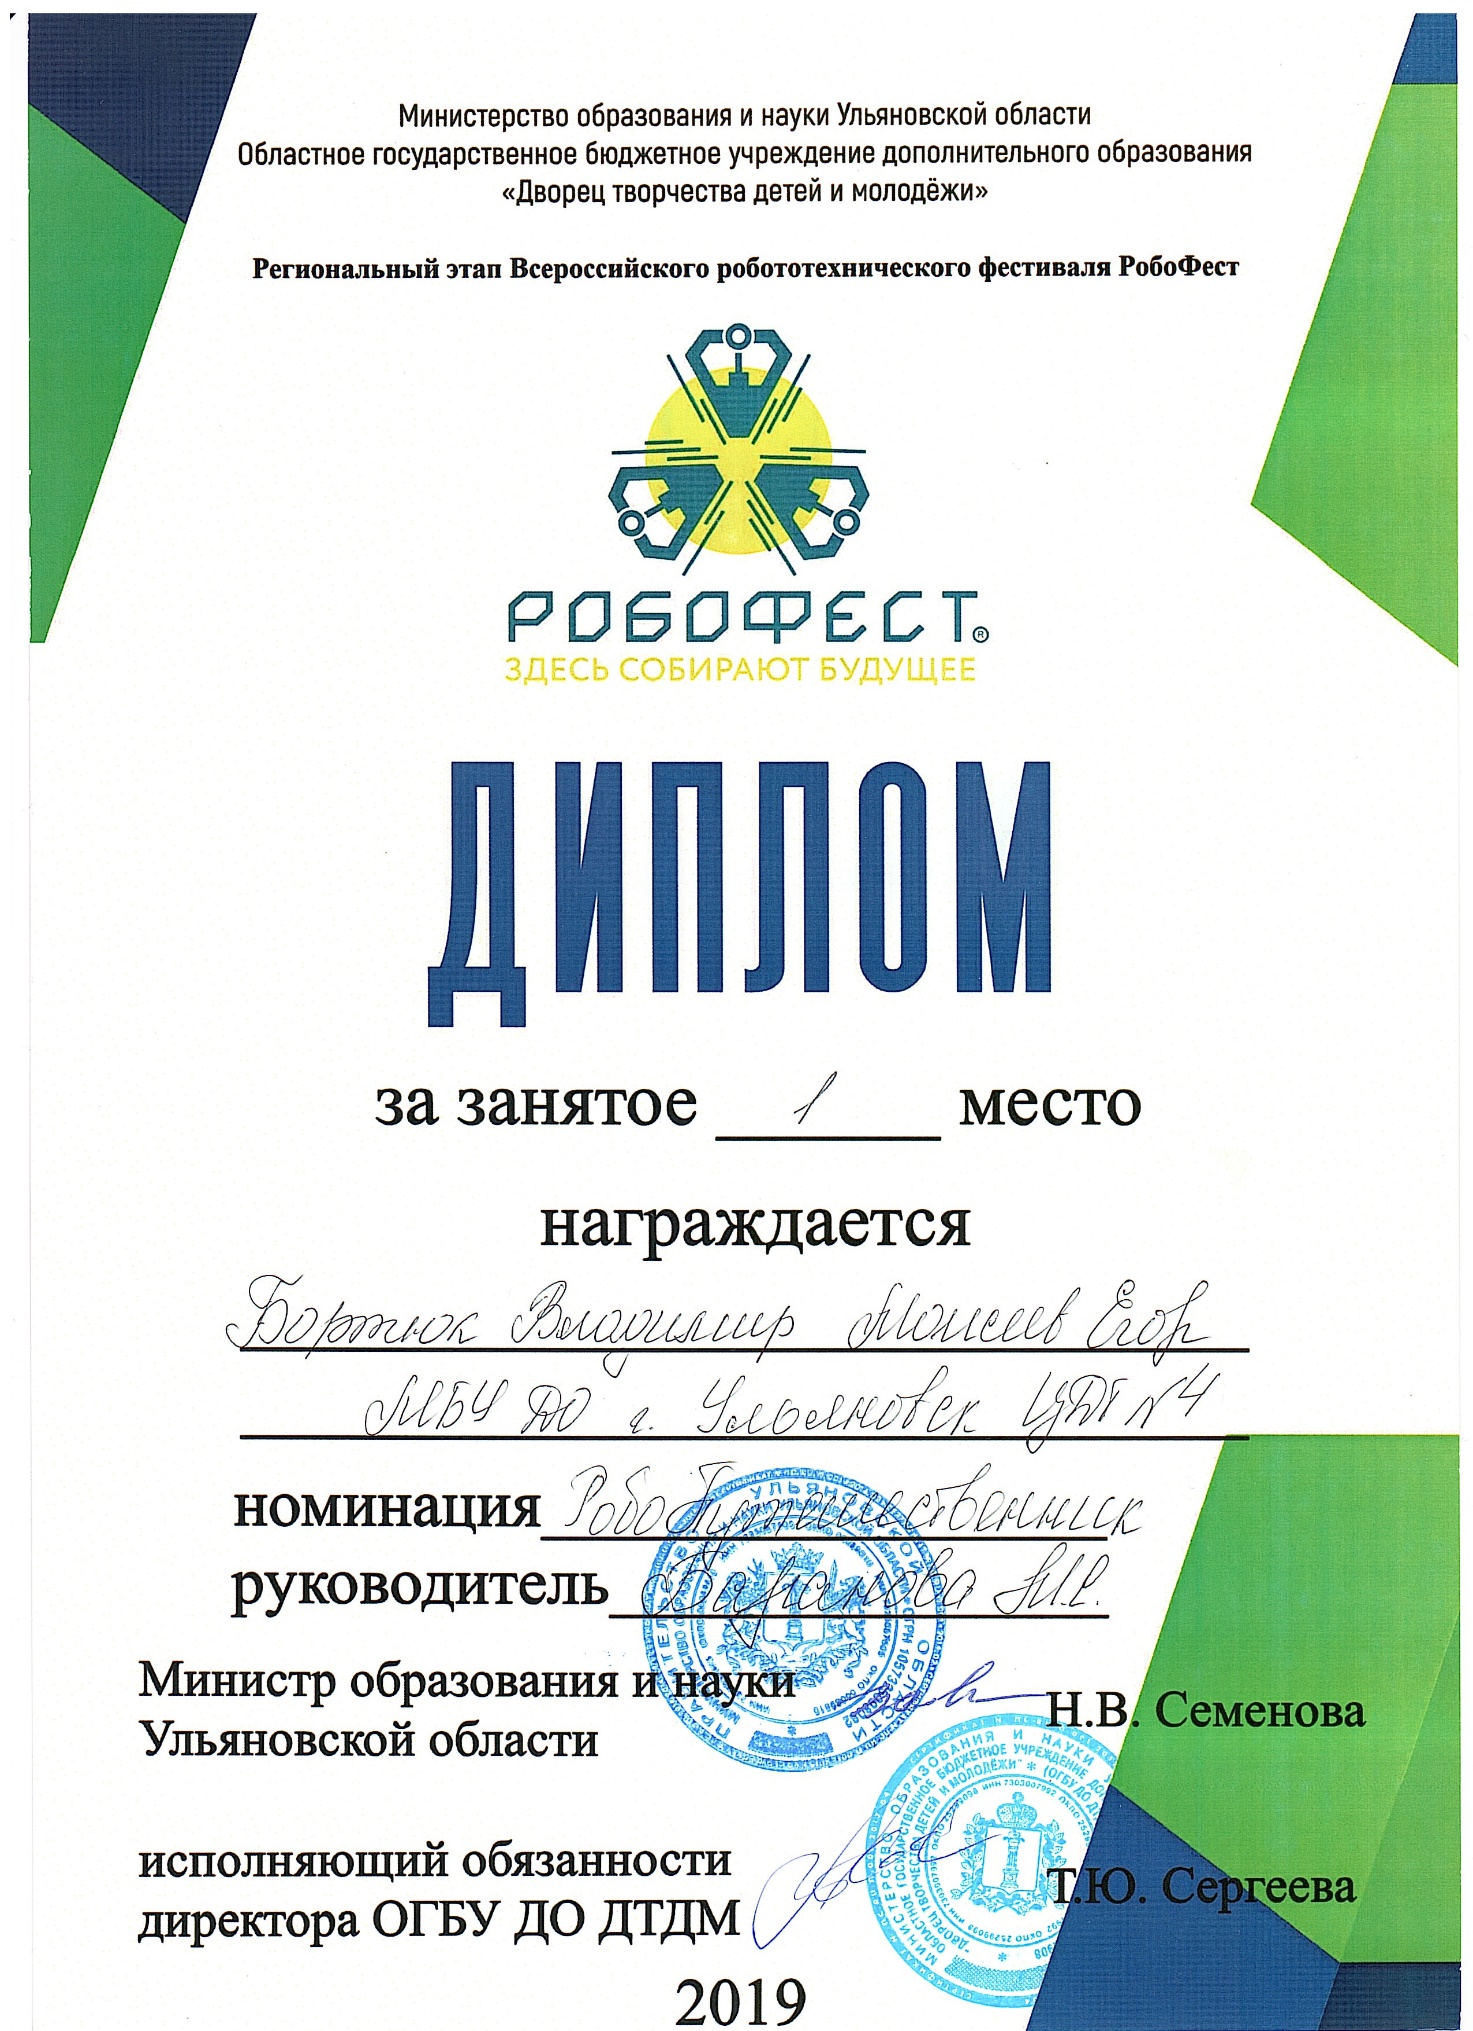 Министерство образования и науки Ульяновской области
Областное государственное бюджетное учреждение дополнительного образования
«Дворец творчества детей и молодёжи»
Региональный этап Всероссийского робототехнического фестиваля РобоФест
РОБОФЕСТ®
ЗДЕСЬ СОБИРАЮТ БУДУЩЕЕ
ДИПЛОМ
за занятое 1 место
награждается
Бортюк Владимир Моисеев Егор
МБУ ДО г. Ульяновск ЦДТ №4
номинация РобоПутешественник
руководитель Баканова М.С.
Министр образования и науки
Ульяновской области
Н.В. Семенова
исполняющий обязанности
директора ОГБУ ДО ДТДМ
Т.Ю. Сергеева
2019